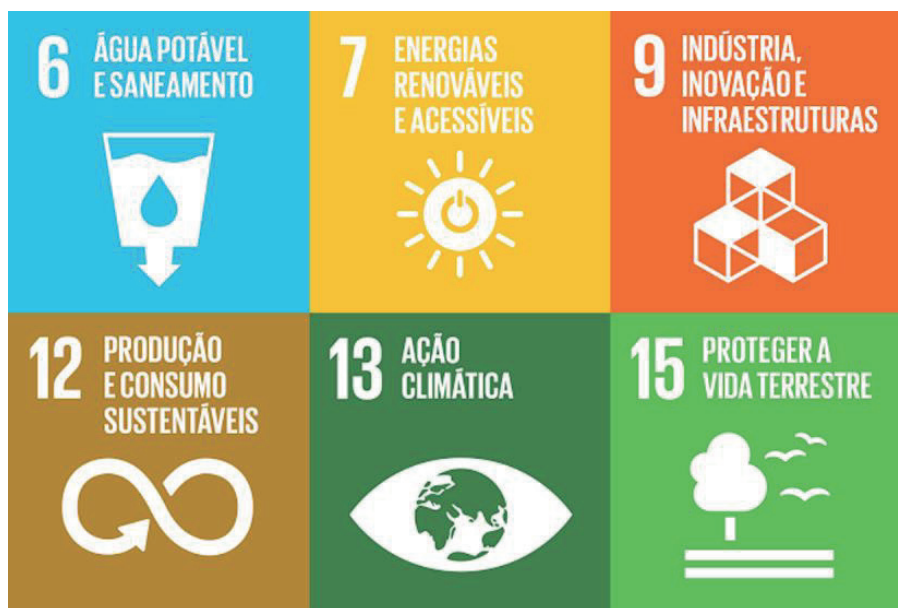 6 ÁGUA POTÁVEL
E SANEAMENTO
7 ENERGIAS
RENOVÁVEIS
E ACESSÍVEIS
9 INDÚSTRIA,
INOVAÇÃO E
INFRAESTRUTURAS
12 PRODUÇÃO
E CONSUMO
SUSTENTÁVEIS
13 AÇÃO
CLIMÁTICA
15 PROTEGER A
VIDA TERRESTRE